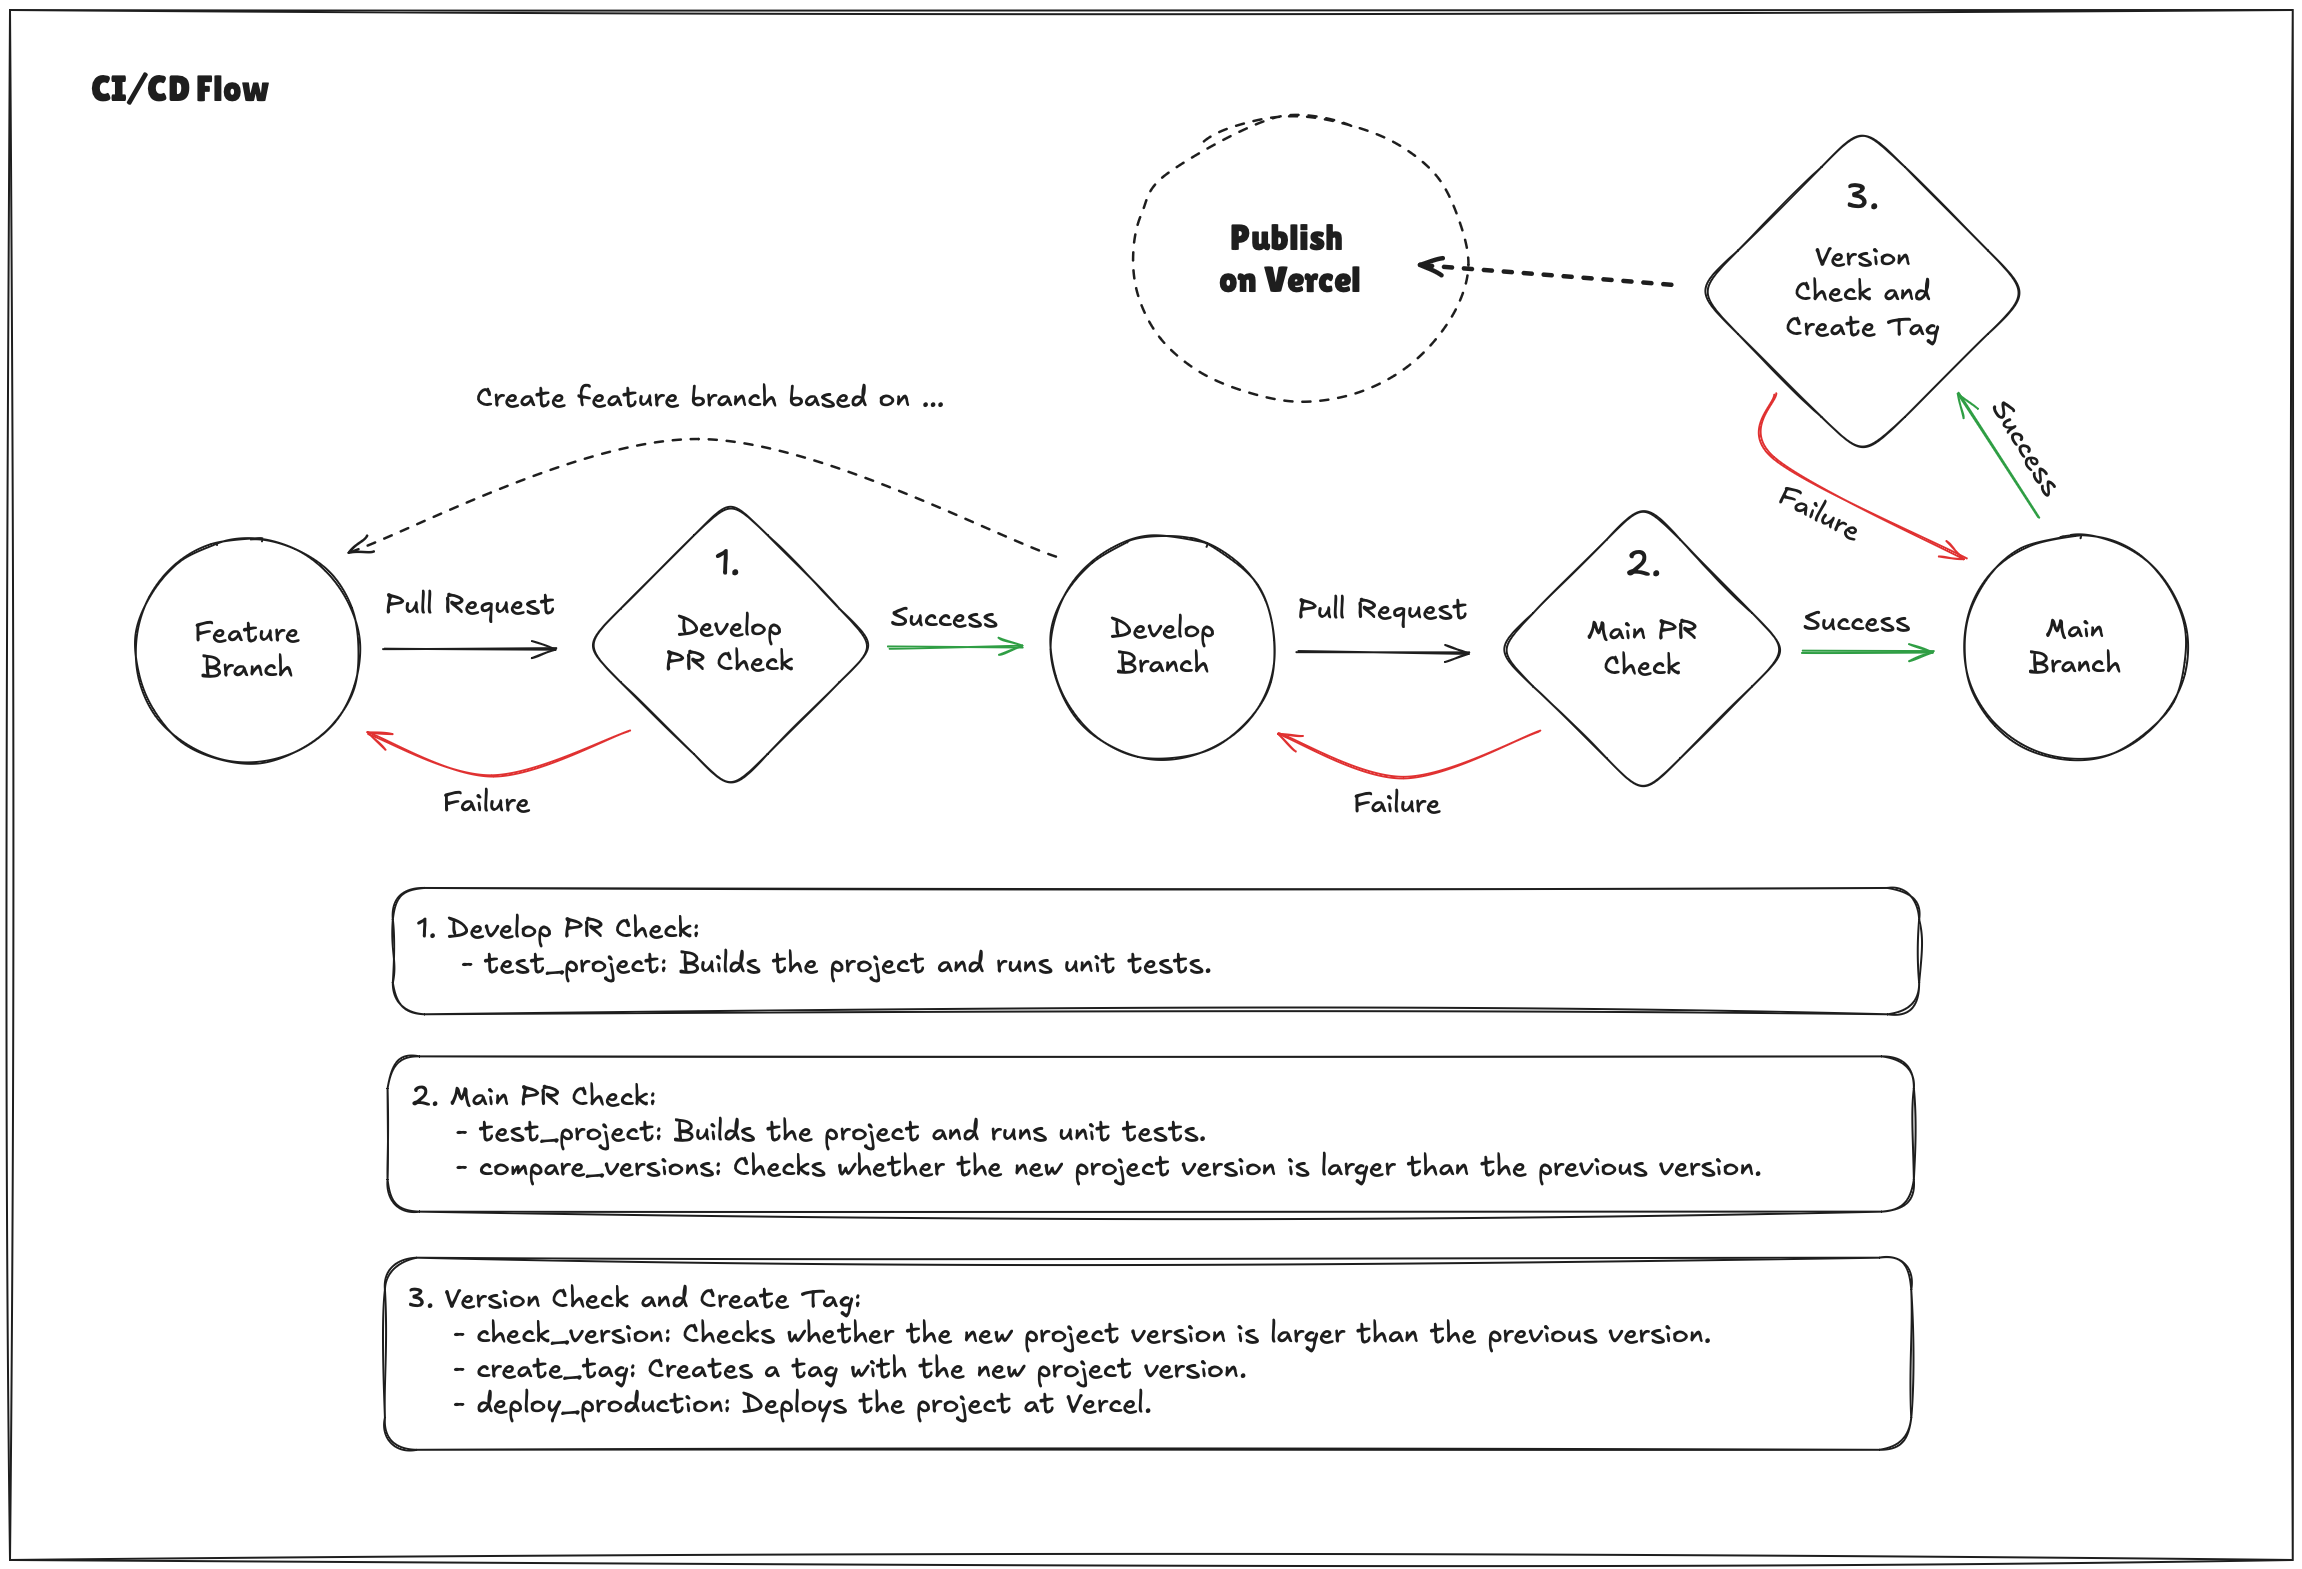 CI/CD Flow
Publish
on Vercel
3.
Version
Check and
Create Tag
Create feature branch based on ...
Success
Failure
Feature
Branch
Pull Request
1.
Develop
PR Check
Success
Failure
Develop
Branch
Pull Request
2.
Main PR
Check
Success
Failure
Main
Branch
1. Develop PR Check:
- test_project: Builds the project and runs unit tests.
2. Main PR Check:
- test_project: Builds the project and runs unit tests.
- compare_versions: Checks whether the new project version is larger than the previous version.
3. Version Check and Create Tag:
- check_version: Checks whether the new project version is larger than the previous version.
- create_tag: Creates a tag with the new project version.
- deploy_production: Deploys the project at Vercel.